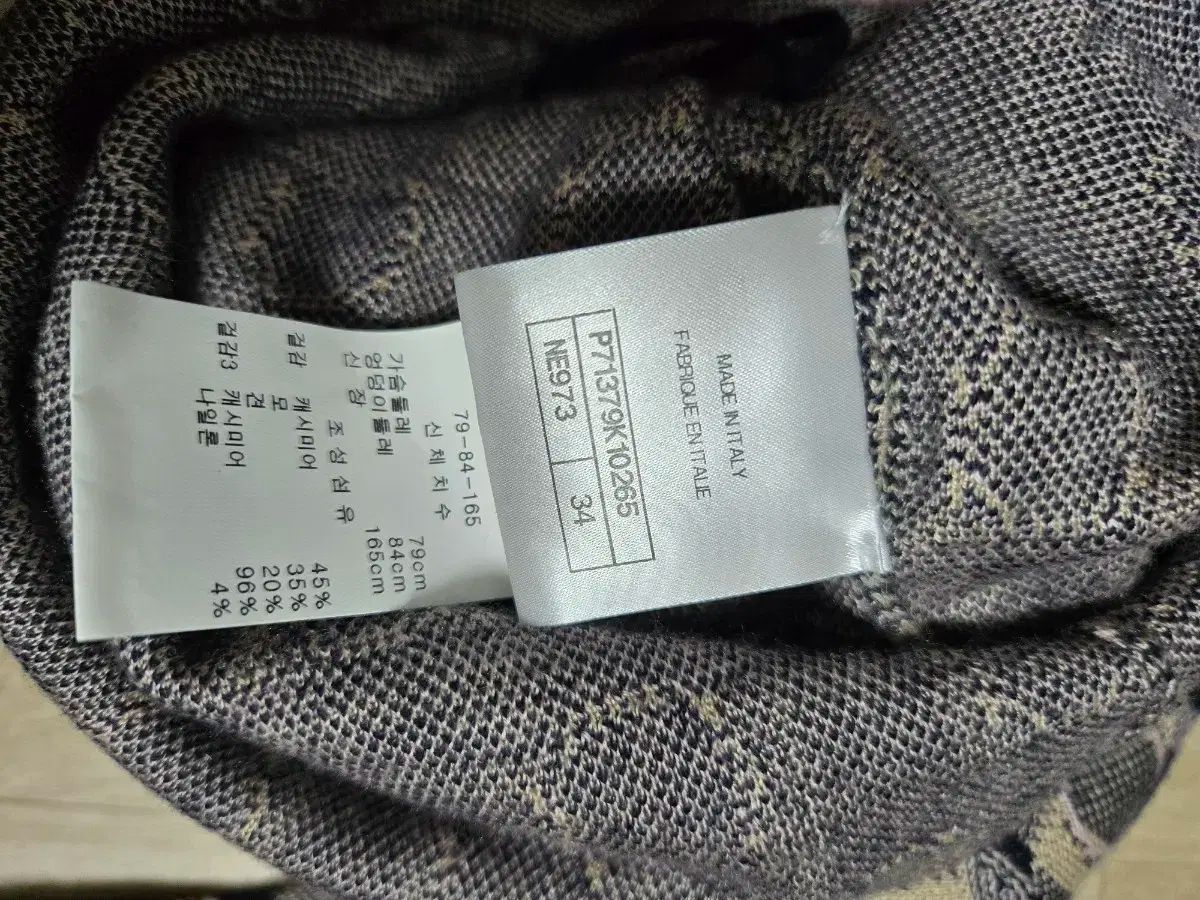 MADE IN ITALY
FABRIQUE EN ITALIE
P71379K10265
NE973 34
79-84-165
신 체 치 수
가슴둘레 79cm
엉덩이둘레 84cm
신 장 165cm
조 성 섬 유
겉감 캐시미어 45%
모 35%
견 20%
겉감3 캐시미어 96%
나일론 4%